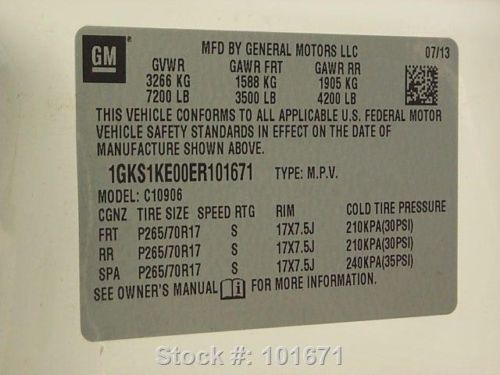 GM
MFD BY GENERAL MOTORS LLC 07/13
GVWR GAWR FRT GAWR RR
3266 KG 1588 KG 1905 KG
7200 LB 3500 LB 4200 LB
THIS VEHICLE CONFORMS TO ALL APPLICABLE U.S. FEDERAL MOTOR
VEHICLE SAFETY STANDARDS IN EFFECT ON THE DATE OF
MANUFACTURE SHOWN ABOVE.
1GKS1KE00ER101671 TYPE: M.P.V.
MODEL: C10906
CGNZ TIRE SIZE SPEED RTG RIM COLD TIRE PRESSURE
FRT P265/70R17 S 17X7.5J 210KPA(30PSI)
RR P265/70R17 S 17X7.5J 210KPA(30PSI)
SPA P265/70R17 S 17X7.5J 240KPA(35PSI)
SEE OWNER'S MANUAL FOR MORE INFORMATION.
Stock #: 101671